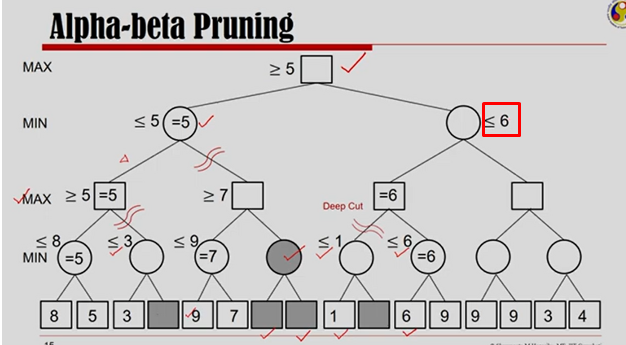 Alpha-beta Pruning
MAX
≥ 5
MIN
≤ 5 =5
≤ 6
MAX
≥ 5 =5
≥ 7
Deep Cut
=6
MIN
≤ 8 =5
≤ 3
≤ 9 =7
≤ 1
≤ 6 =6
8 5 3 9 7 1 6 9 9 9 3 4
15